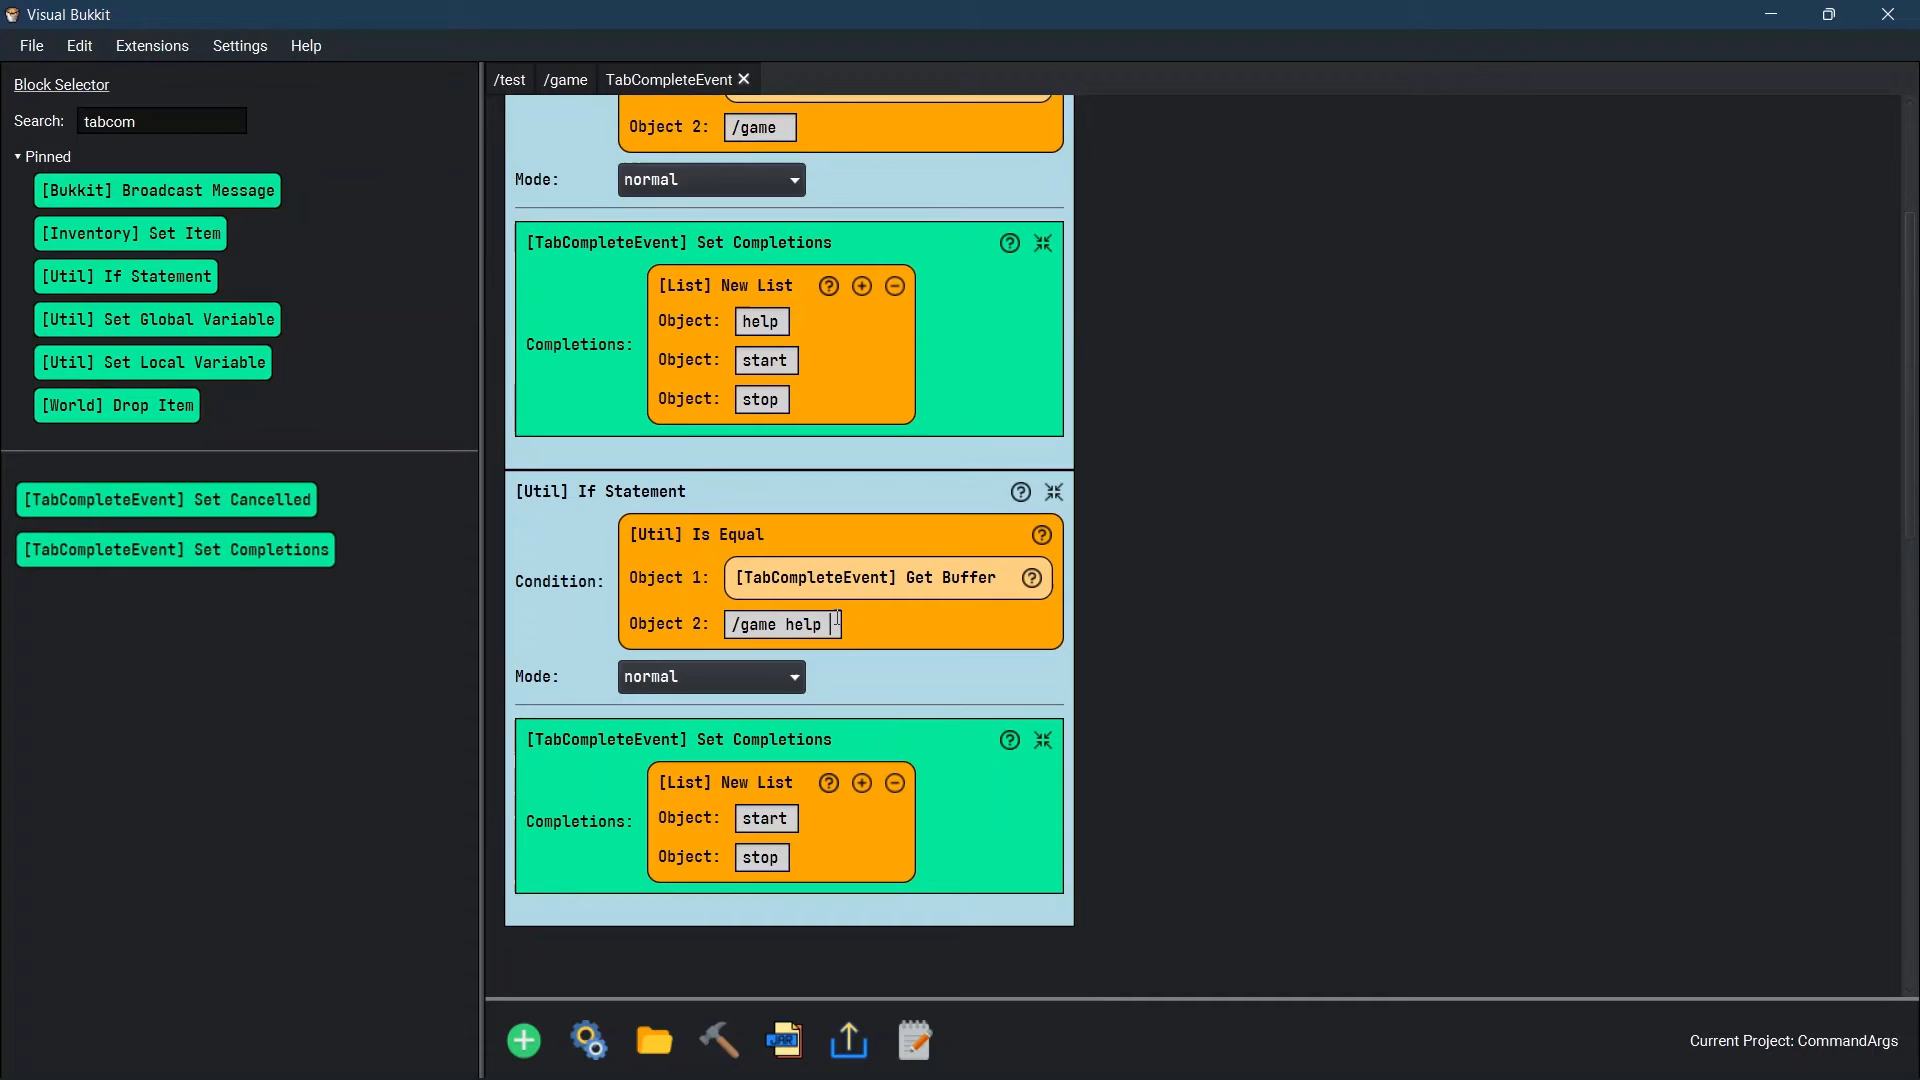 Visual Bukkit
File Edit Extensions Settings Help
Block Selector
Search: tabcom
Pinned
[Bukkit] Broadcast Message
[Inventory] Set Item
[Util] If Statement
[Util] Set Global Variable
[Util] Set Local Variable
[World] Drop Item
[TabCompleteEvent] Set Cancelled
[TabCompleteEvent] Set Completions
/test /game TabCompleteEvent
Object 2: /game
Mode: normal
[TabCompleteEvent] Set Completions
[List] New List
Object: help
Object: start
Completions:
Object: stop
[Util] If Statement
[Util] Is Equal
Condition: Object 1: [TabCompleteEvent] Get Buffer
Object 2: /game help
Mode: normal
[TabCompleteEvent] Set Completions
[List] New List
Completions: Object: start
Object: stop
JAR
Current Project: CommandArgs